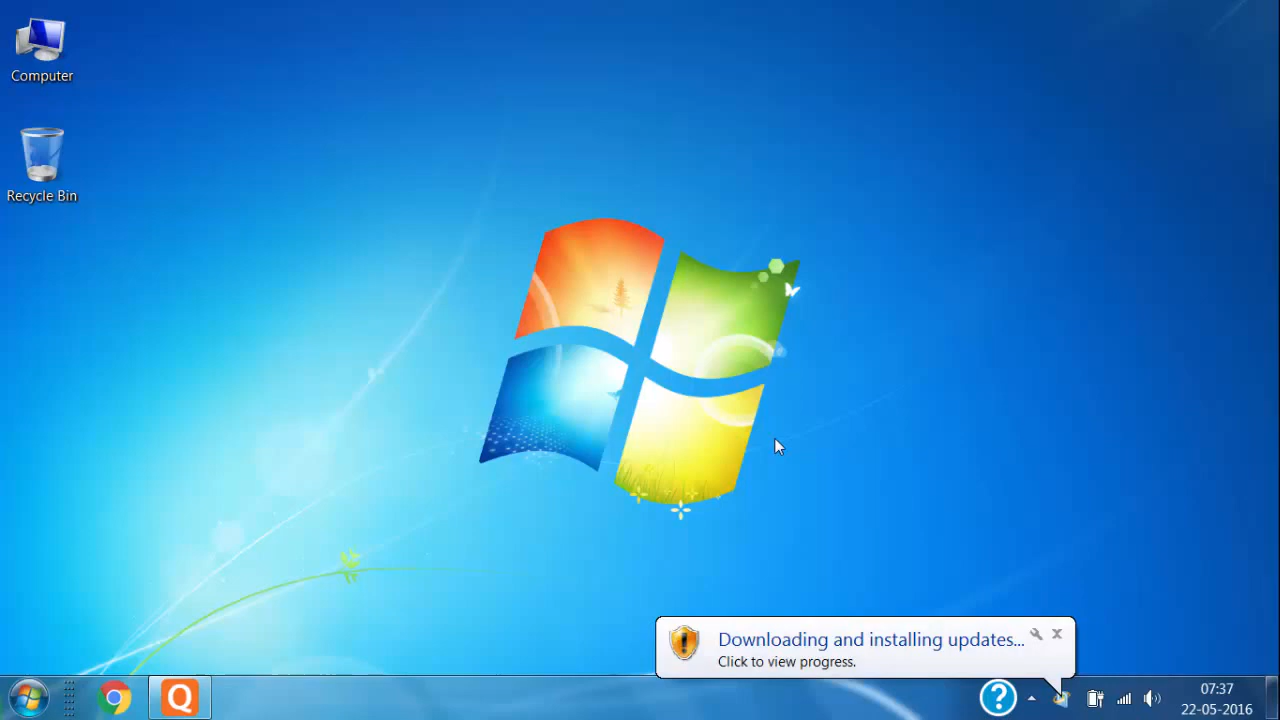 Computer
Recycle Bin
Downloading and installing updates...
Click to view progress.
Q
?
07:37
22-05-2016